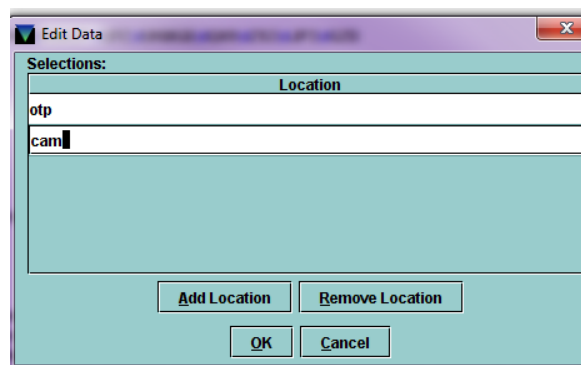 Edit Data
Selections:
Location
otp
cam
Add Location Remove Location
OK Cancel